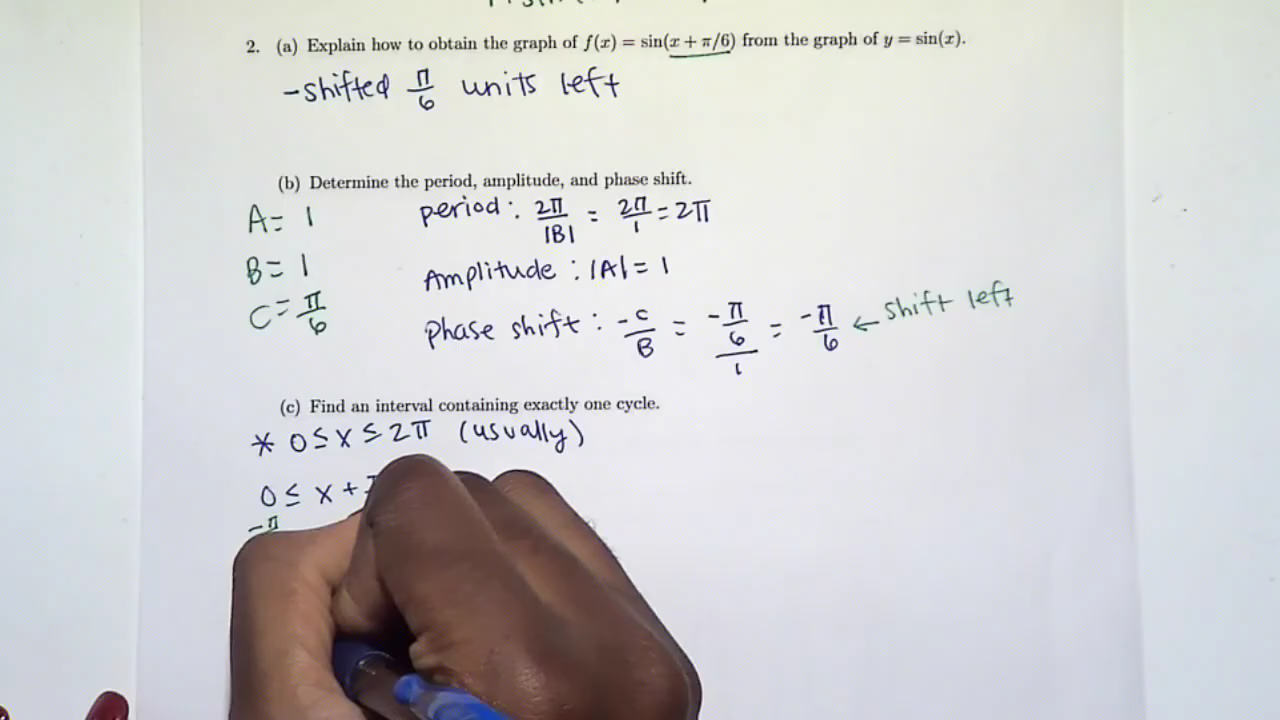 2. (a) Explain how to obtain the graph of f(x) = sin(x + π/6) from the graph of y = sin(x).
-shifted π/6 units left
(b) Determine the period, amplitude, and phase shift.
A = 1
period: 2π/|B| = 2π/1 = 2π
B = 1
Amplitude: |A| = 1
C = π/6
phase shift: -C/B = -π/6/1 = -π/6 ← shift left
(c) Find an interval containing exactly one cycle.
* 0 ≤ x ≤ 2π (usually)
0 ≤ x +
-π